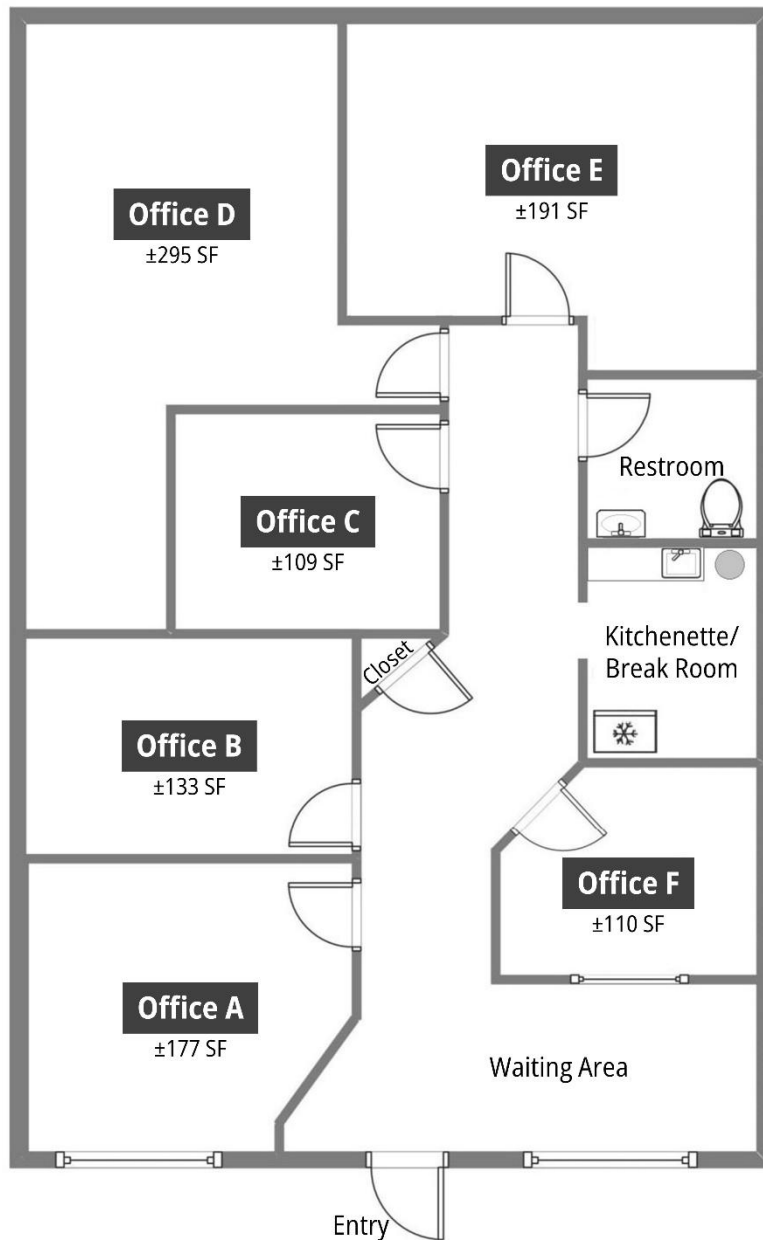 Office D
±295 SF
Office E
±191 SF
Office C
±109 SF
Restroom
Kitchenette/
Break Room
Closet
Office B
±133 SF
Office F
±110 SF
Office A
±177 SF
Waiting Area
Entry